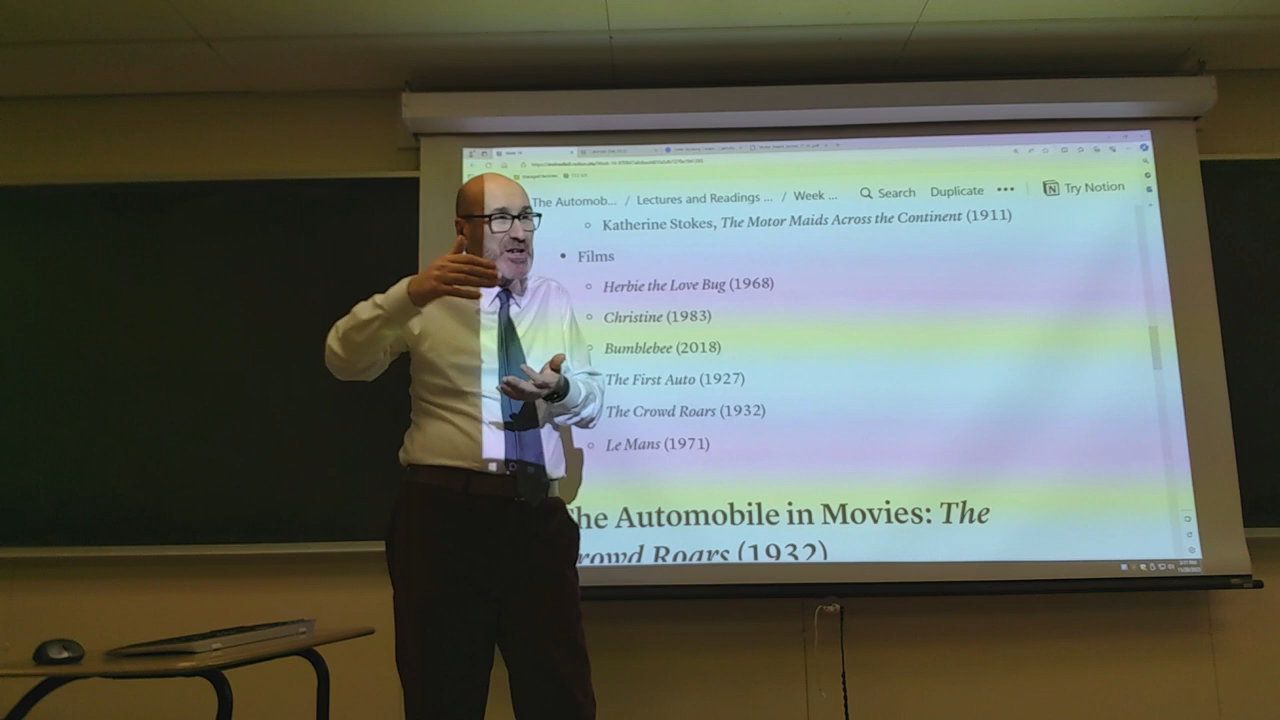 The Automob... / Lectures and Readings ... / Week ... Search Duplicate ••• Try Notion
Katherine Stokes, The Motor Maids Across the Continent (1911)
Films
Herbie the Love Bug (1968)
Christine (1983)
Bumblebee (2018)
The First Auto (1927)
The Crowd Roars (1932)
Le Mans (1971)
he Automobile in Movies: The
rowd Roars (1932)